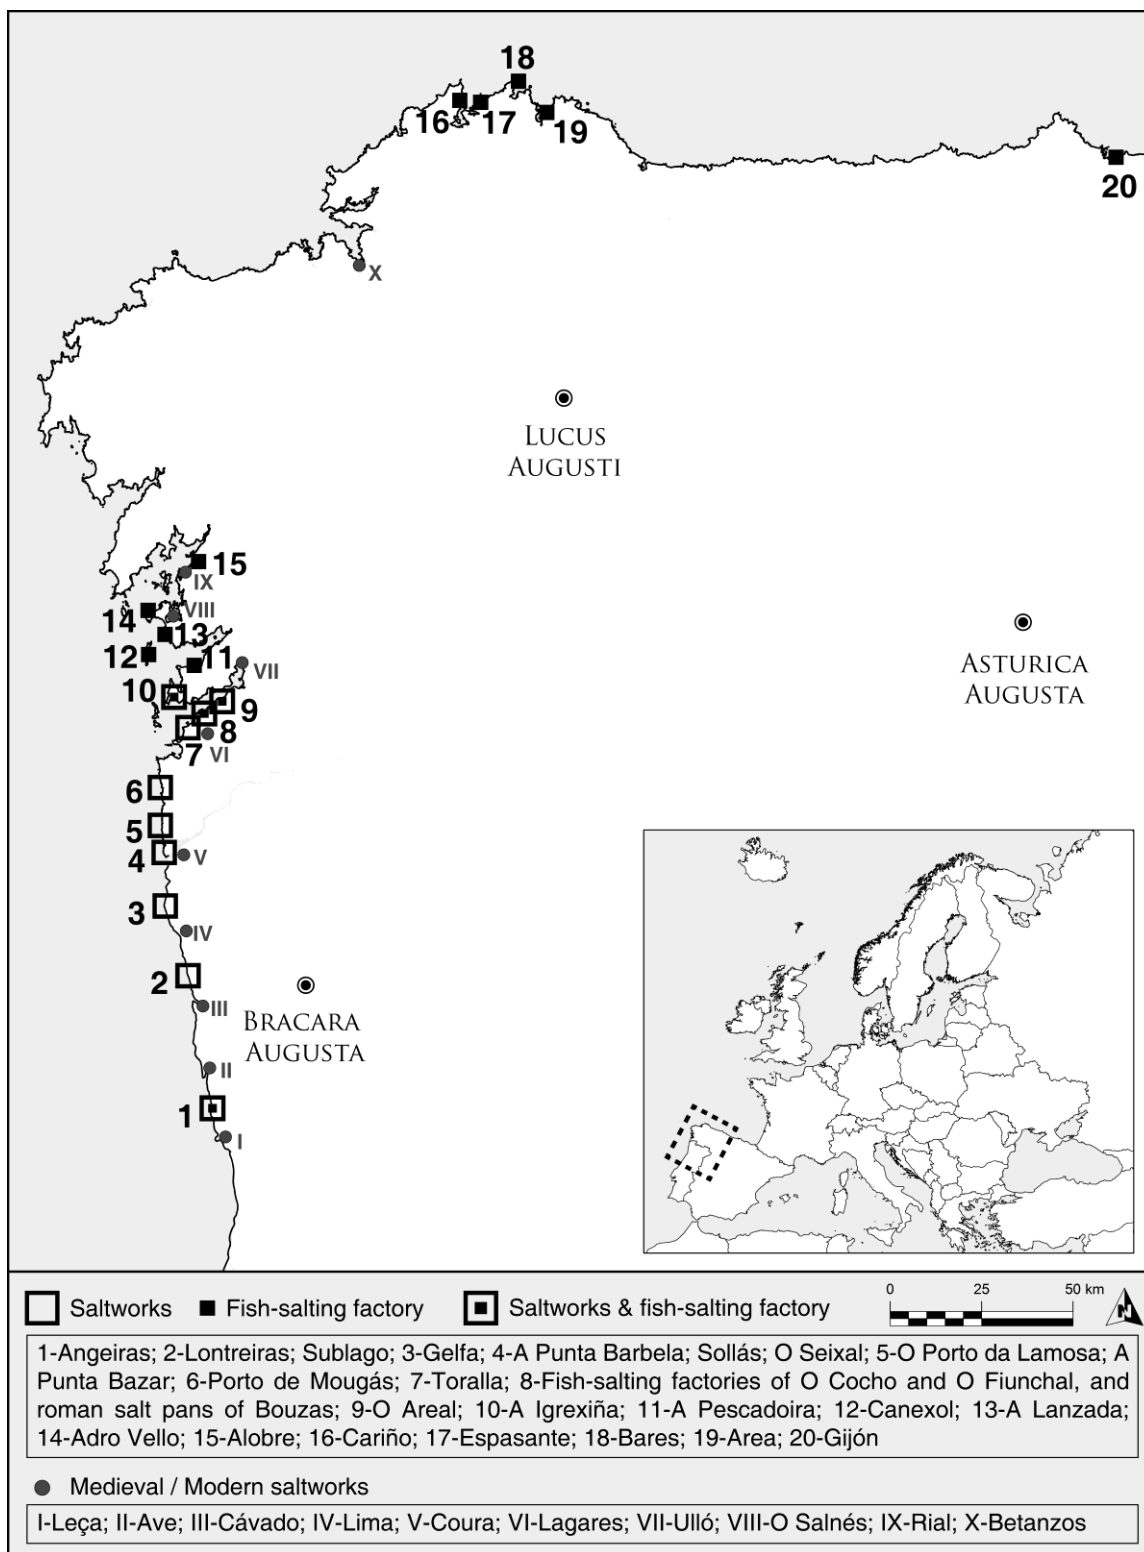 18
16
17
19
20
X
LUCUS
AUGUSTI
15
IX
14
VIII
13
12
11
VII
ASTURICA
AUGUSTA
10
9
8
7
VI
6
5
4
V
3
IV
2
III
BRACARA
AUGUSTA
II
1
I
Saltworks
Fish-salting factory
Saltworks & fish-salting factory
0 25 50 km
N
1-Angeiras; 2-Lontreiras; Sublago; 3-Gelfa; 4-A Punta Barbela; Sollás; O Seixal; 5-O Porto da Lamosa; A
Punta Bazar; 6-Porto de Mougás; 7-Toralla; 8-Fish-salting factories of O Cocho and O Fiunchal, and
roman salt pans of Bouzas; 9-O Areal; 10-A Igrexiña; 11-A Pescadoira; 12-Canexol; 13-A Lanzada;
14-Adro Vello; 15-Alobre; 16-Cariño; 17-Espasante; 18-Bares; 19-Area; 20-Gijón
Medieval / Modern saltworks
I-Leça; II-Ave; III-Cávado; IV-Lima; V-Coura; VI-Lagares; VII-Ulló; VIII-O Salnés; IX-Rial; X-Betanzos